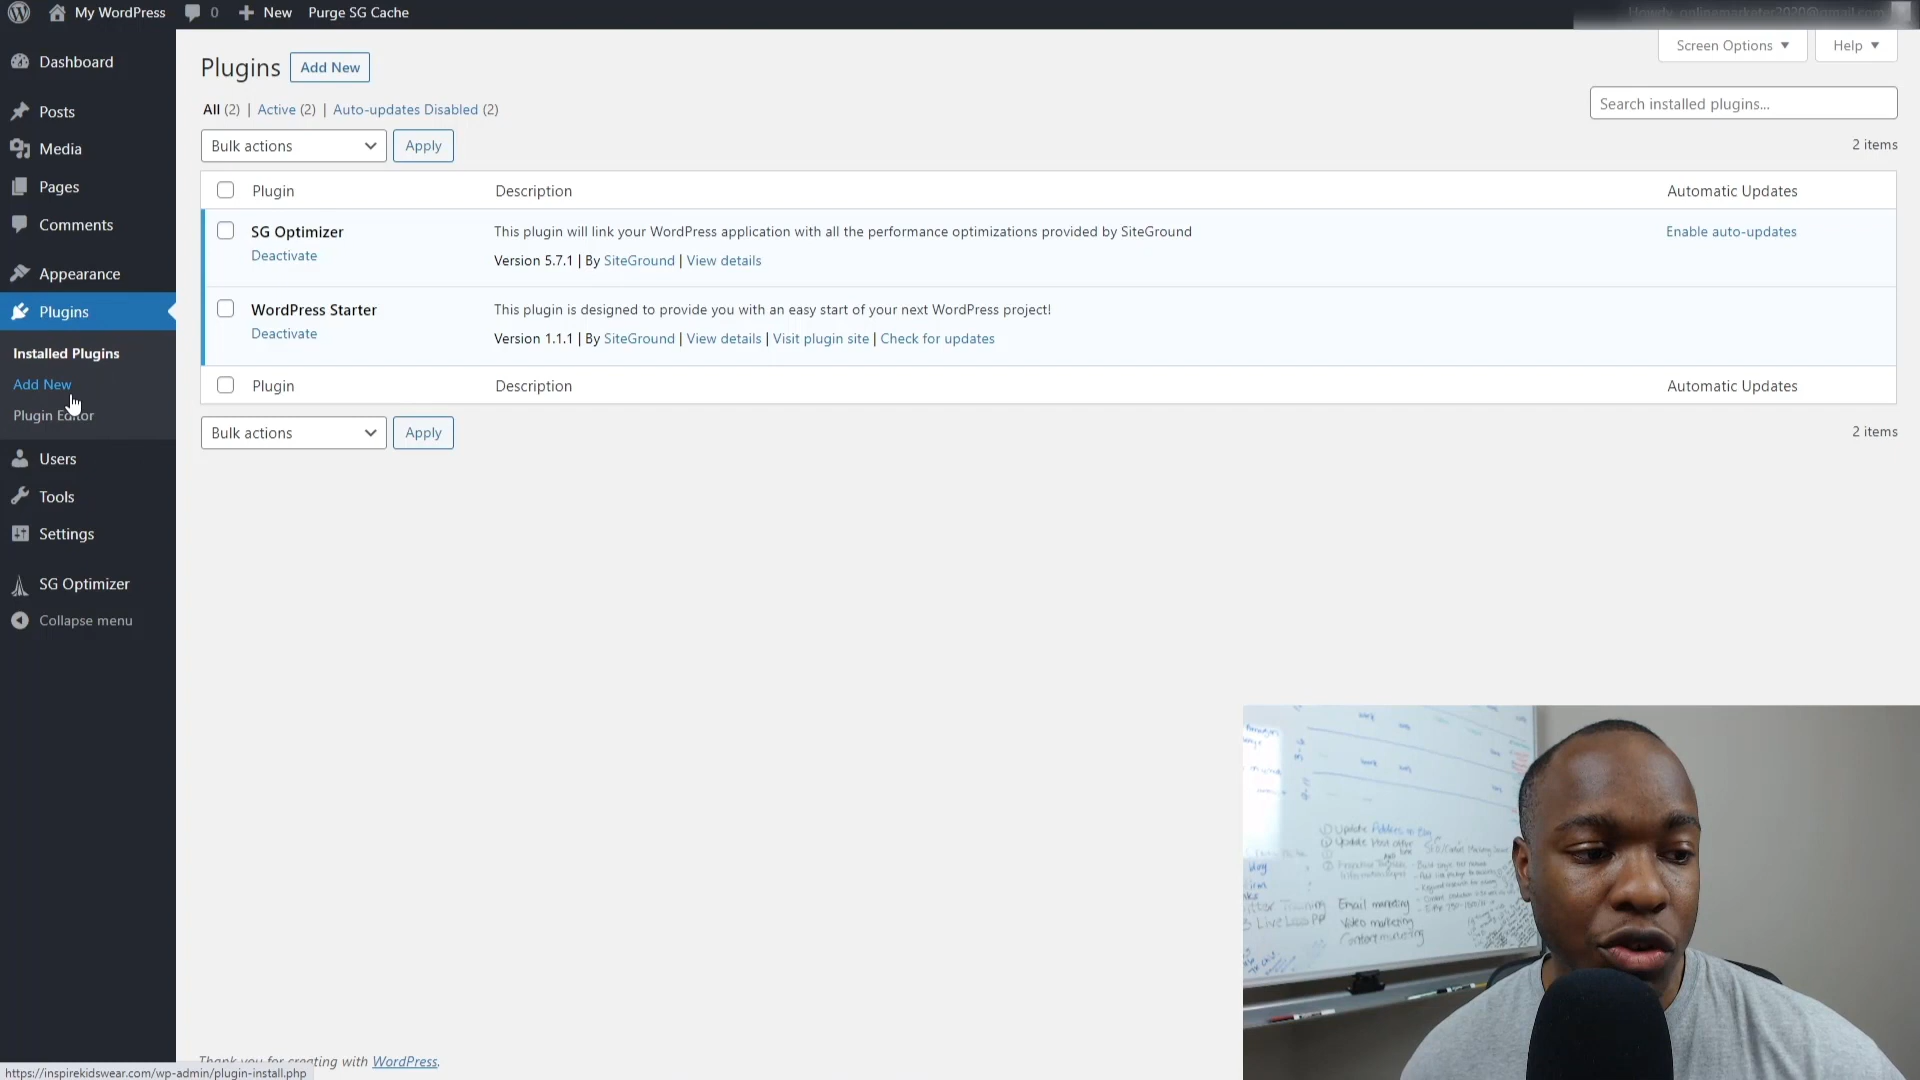 My WordPress 0 New Purge SG Cache
Screen Options Help
Dashboard
Posts
Media
Pages
Comments
Appearance
Plugins
Installed Plugins
Add New
Plugin Editor
Users
Tools
Settings
SG Optimizer
Collapse menu
Plugins Add New
All (2) | Active (2) | Auto-updates Disabled (2)
Search installed plugins...
Bulk actions Apply
2 items
Plugin Description Automatic Updates
SG Optimizer This plugin will link your WordPress application with all the performance optimizations provided by SiteGround Enable auto-updates
Deactivate Version 5.7.1 | By SiteGround | View details
WordPress Starter This plugin is designed to provide you with an easy start of your next WordPress project!
Deactivate Version 1.1.1 | By SiteGround | View details | Visit plugin site | Check for updates
Plugin Description Automatic Updates
Bulk actions Apply
2 items
Thank you for creating with WordPress.
https://inspirekidswear.com/wp-admin/plugin-install.php
Email marketing
Video marketing
Content marketing